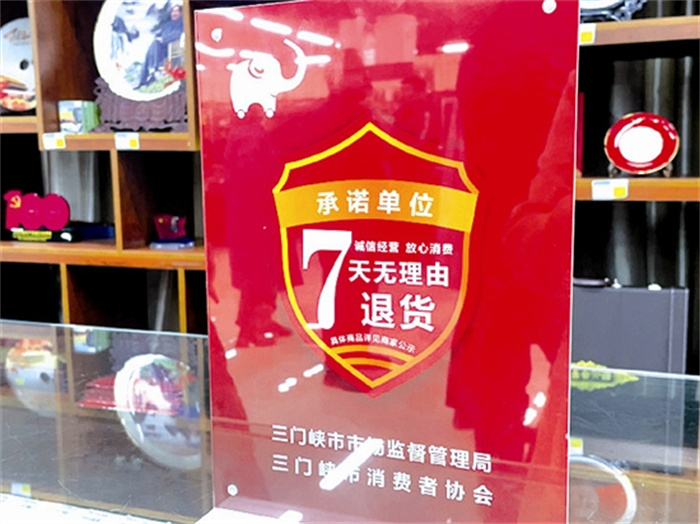 承诺单位
诚信经营 放心消费
7天无理由
退货
具体商品详见商家公示
三门峡市市场监督管理局
三门峡市消费者协会